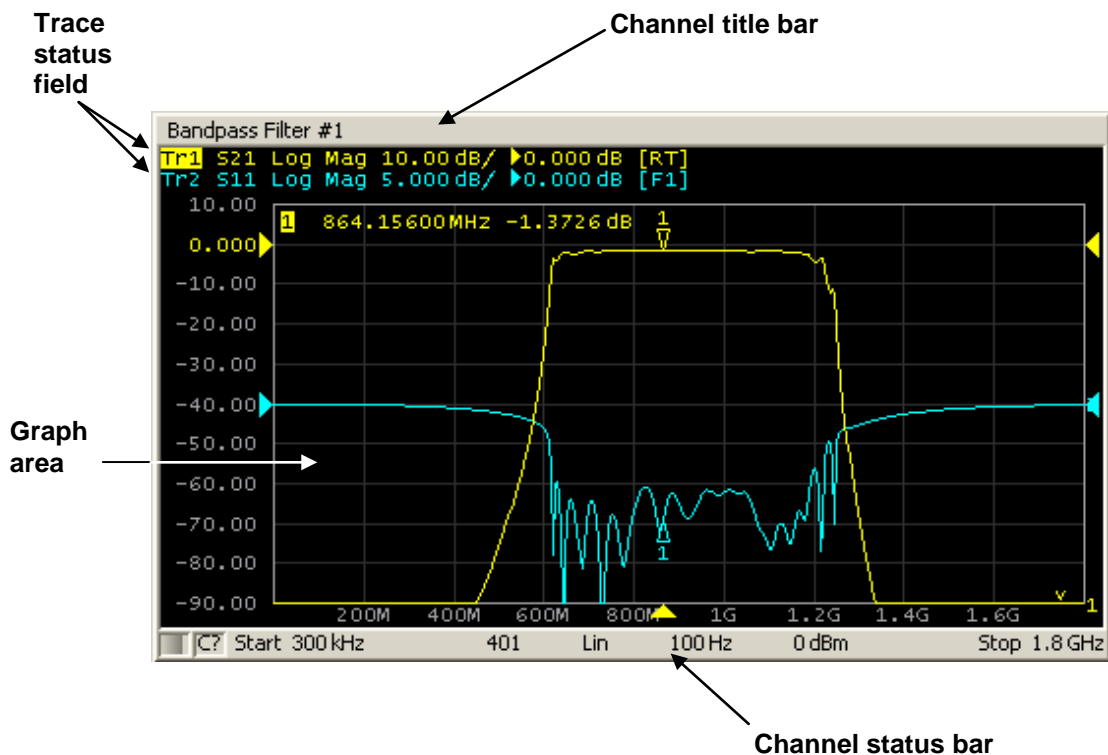 Trace
status
field
Channel title bar
Bandpass Filter #1
Tr1 S21 Log Mag 10.00 dB/ ▶0.000 dB [RT]
Tr2 S11 Log Mag 5.000 dB/ ▶0.000 dB [F1]
10.00
1 864.15600 MHz -1.3726 dB
1
0.000
-10.00
-20.00
-30.00
-40.00
Graph
area
-50.00
-60.00
-70.00
1
-80.00
-90.00
1
200M 400M 600M 800M 1G 1.2G 1.4G 1.6G
C? Start 300 kHz 401 Lin 100 Hz 0 dBm Stop 1.8 GHz
Channel status bar